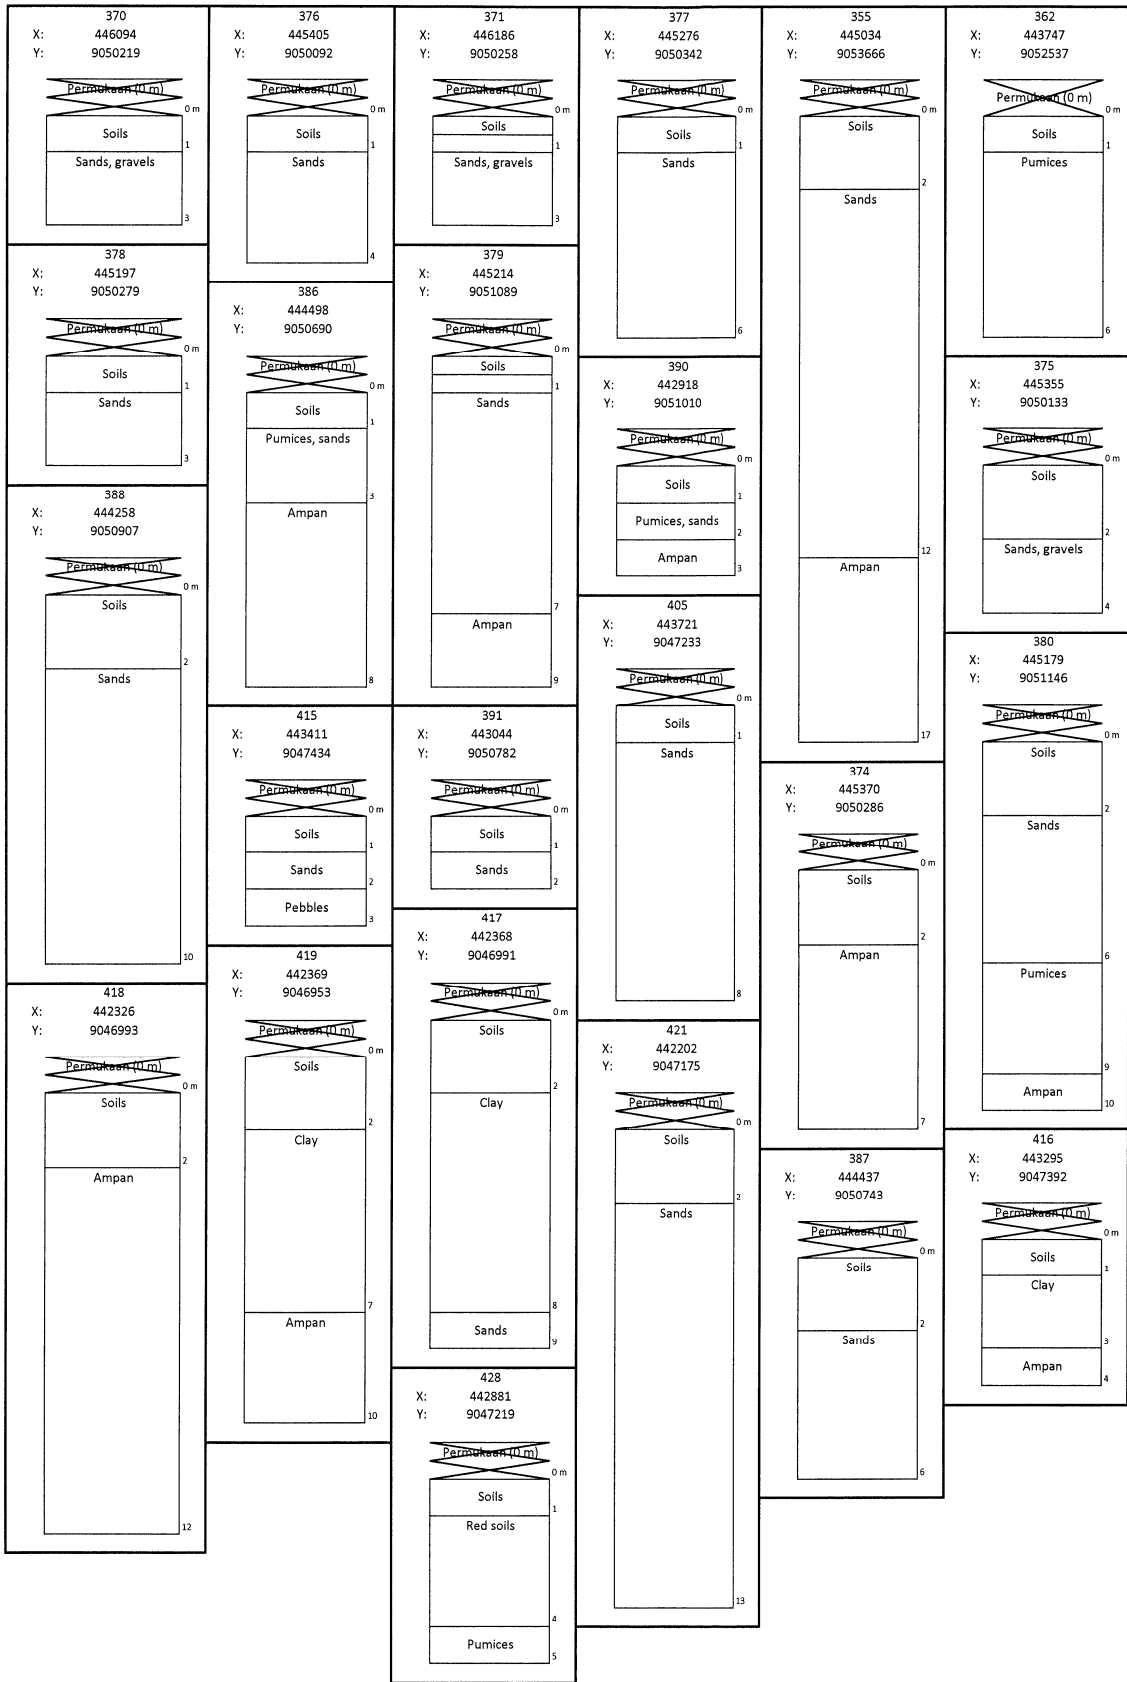 370
X: 446094
Y: 9050219
Permukaan (0 m)
0 m
Soils
1
Sands, gravels
3
378
X: 445197
Y: 9050279
Permukaan (0 m)
0 m
Soils
1
Sands
3
388
X: 444258
Y: 9050907
Permukaan (0 m)
0 m
Soils
2
Sands
10
418
X: 442326
Y: 9046993
Permukaan (0 m)
0 m
Soils
2
Ampan
12
376
X: 445405
Y: 9050092
Permukaan (0 m)
0 m
Soils
1
Sands
4
386
X: 444498
Y: 9050690
Permukaan (0 m)
0 m
Soils
1
Pumices, sands
3
Ampan
8
415
X: 443411
Y: 9047434
Permukaan (0 m)
0 m
Soils
1
Sands
2
Pebbles
3
419
X: 442369
Y: 9046953
Permukaan (0 m)
0 m
Soils
2
Clay
7
Ampan
10
371
X: 446186
Y: 9050258
Permukaan (0 m)
0 m
Soils
1
Sands, gravels
3
379
X: 445214
Y: 9051089
Permukaan (0 m)
0 m
Soils
1
Sands
7
Ampan
9
391
X: 443044
Y: 9050782
Permukaan (0 m)
0 m
Soils
1
Sands
2
417
X: 442368
Y: 9046991
Permukaan (0 m)
0 m
Soils
2
Clay
8
Sands
9
428
X: 442881
Y: 9047219
Permukaan (0 m)
0 m
Soils
1
Red soils
4
Pumices
5
377
X: 445276
Y: 9050342
Permukaan (0 m)
0 m
Soils
1
Sands
6
390
X: 442918
Y: 9051010
Permukaan (0 m)
0 m
Soils
1
Pumices, sands
2
Ampan
3
405
X: 443721
Y: 9047233
Permukaan (0 m)
0 m
Soils
1
Sands
8
421
X: 442202
Y: 9047175
Permukaan (0 m)
0 m
Soils
2
Sands
13
355
X: 445034
Y: 9053666
Permukaan (0 m)
0 m
Soils
2
Sands
12
Ampan
17
374
X: 445370
Y: 9050286
Permukaan (0 m)
0 m
Soils
2
Ampan
7
387
X: 444437
Y: 9050743
Permukaan (0 m)
0 m
Soils
2
Sands
6
362
X: 443747
Y: 9052537
Permukaan (0 m)
0 m
Soils
1
Pumices
6
375
X: 445355
Y: 9050133
Permukaan (0 m)
0 m
Soils
2
Sands, gravels
4
380
X: 445179
Y: 9051146
Permukaan (0 m)
0 m
Soils
2
Sands
6
Pumices
9
Ampan
10
416
X: 443295
Y: 9047392
Permukaan (0 m)
0 m
Soils
1
Clay
3
Ampan
4